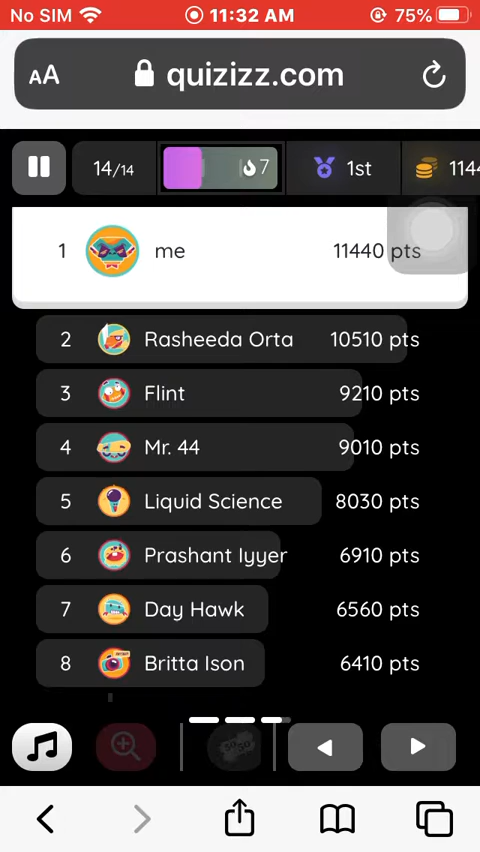 No SIM 11:32 AM 75%
AA quizizz.com
14/14 7 1st 1144
1 me 11440 pts
2 Rasheeda Orta 10510 pts
3 Flint 9210 pts
4 Mr. 44 9010 pts
5 Liquid Science 8030 pts
6 Prashant Iyyer 6910 pts
7 Day Hawk 6560 pts
8 Britta Ison 6410 pts